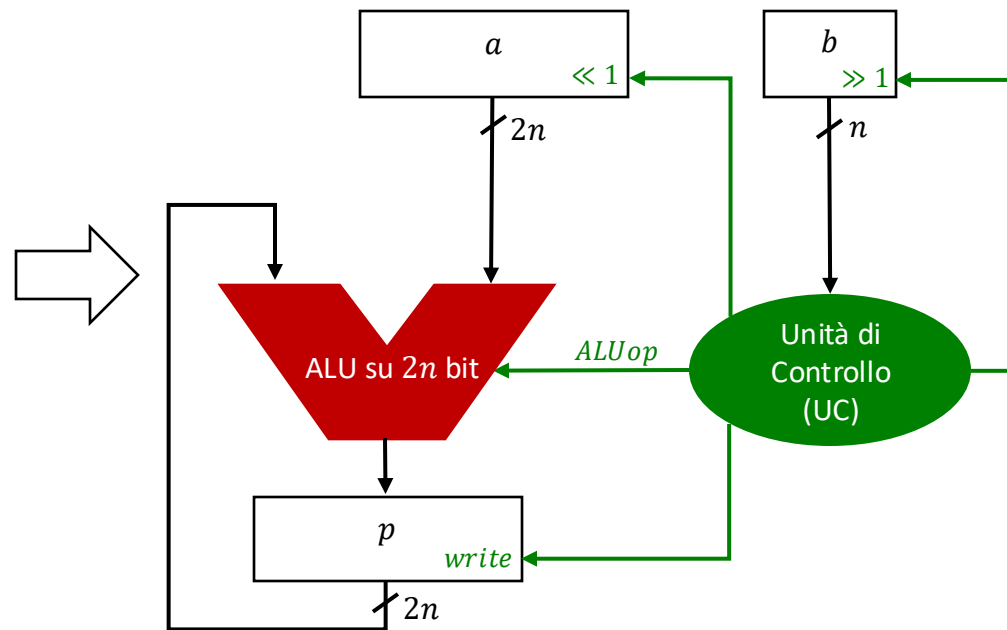 a
≪ 1
2n
b
≫ 1
n
ALU su 2n bit
ALUop
Unità di
Controllo
(UC)
p
write
2n